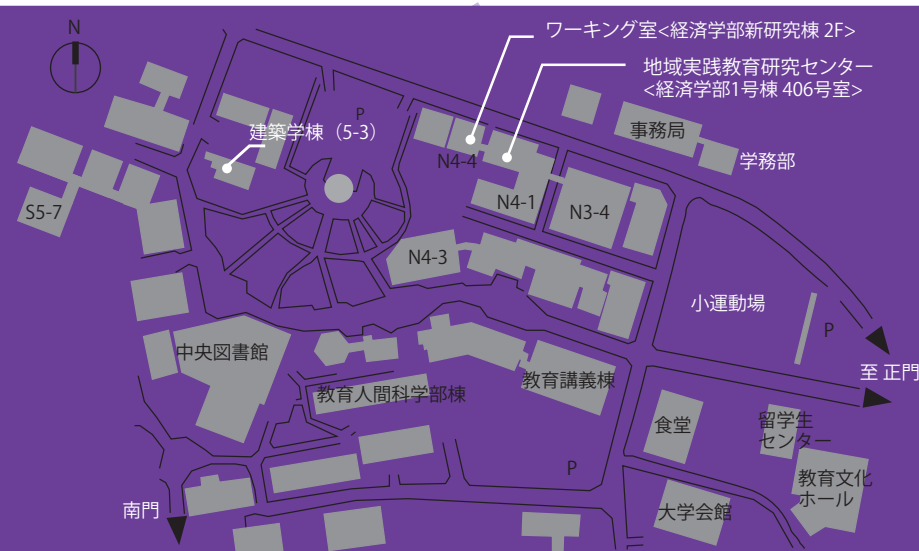 N
ワーキング室<経済学部新研究棟 2F>
地域実践教育研究センター
<経済学部1号棟 406号室>
P
建築学棟（5-3）
事務局
学務部
N4-4
N4-1
N3-4
S5-7
N4-3
小運動場
P
中央図書館
至 正門
教育人間科学部棟
教育講義棟
食堂
留学生
センター
P
教育文化
ホール
南門
大学会館